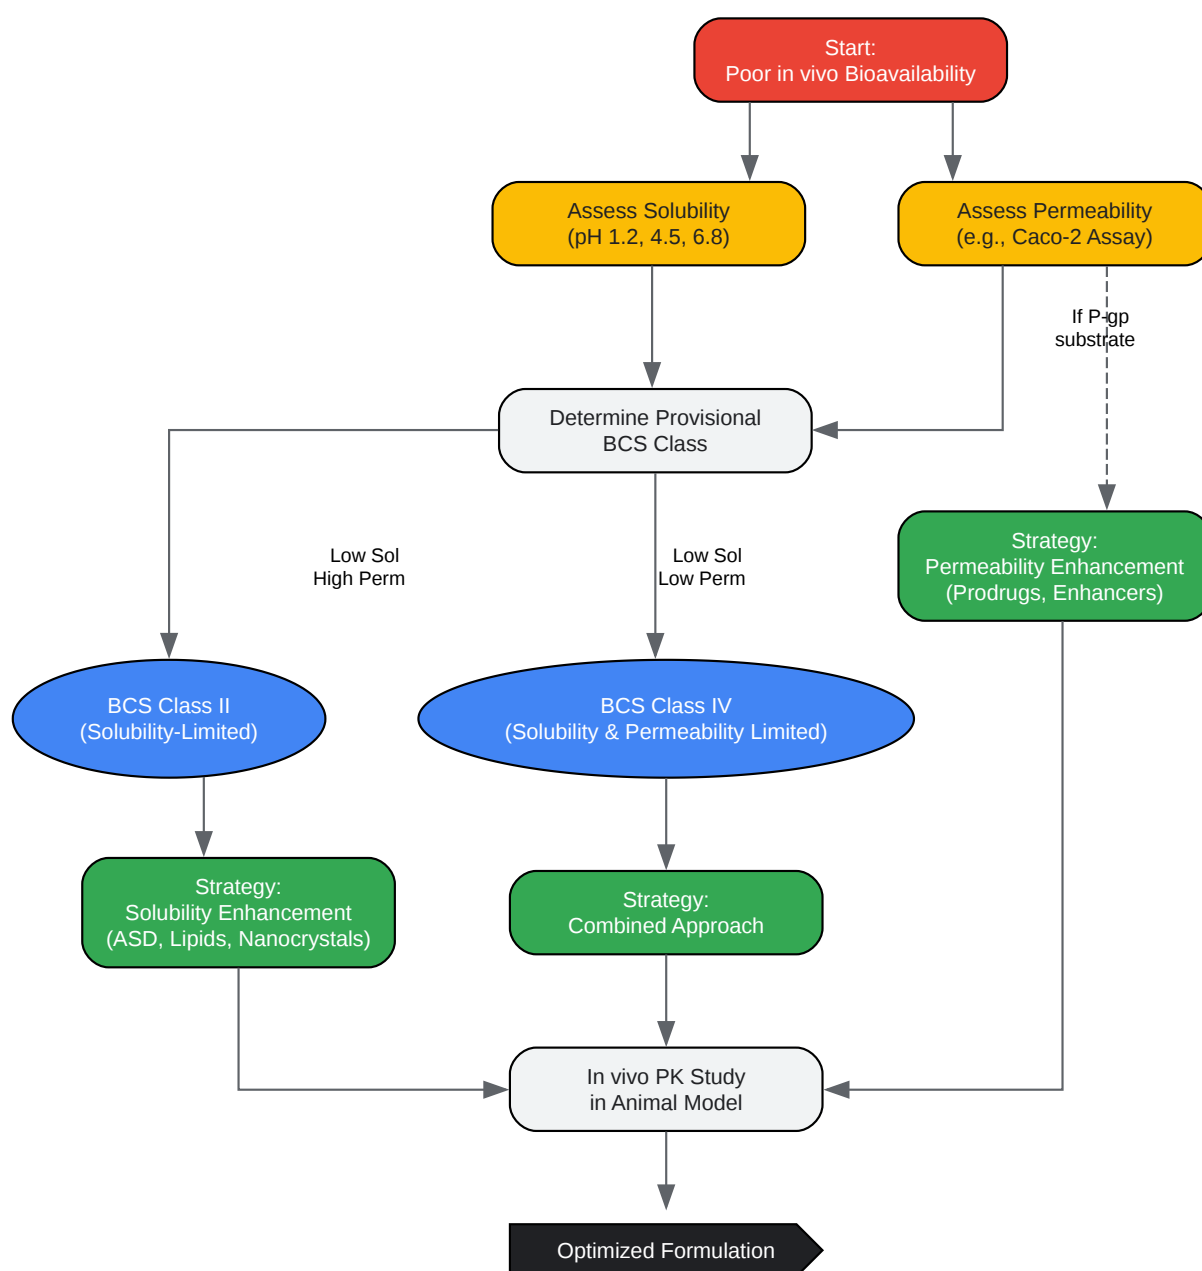 Start:
Poor in vivo Bioavailability
Assess Solubility
(pH 1.2, 4.5, 6.8)
Assess Permeability
(e.g., Caco-2 Assay)
If P-gp
substrate
Determine Provisional
BCS Class
Low Sol
High Perm
Low Sol
Low Perm
Strategy:
Permeability Enhancement
(Prodrugs, Enhancers)
BCS Class II
(Solubility-Limited)
BCS Class IV
(Solubility & Permeability Limited)
Strategy:
Solubility Enhancement
(ASD, Lipids, Nanocrystals)
Strategy:
Combined Approach
In vivo PK Study
in Animal Model
Optimized Formulation